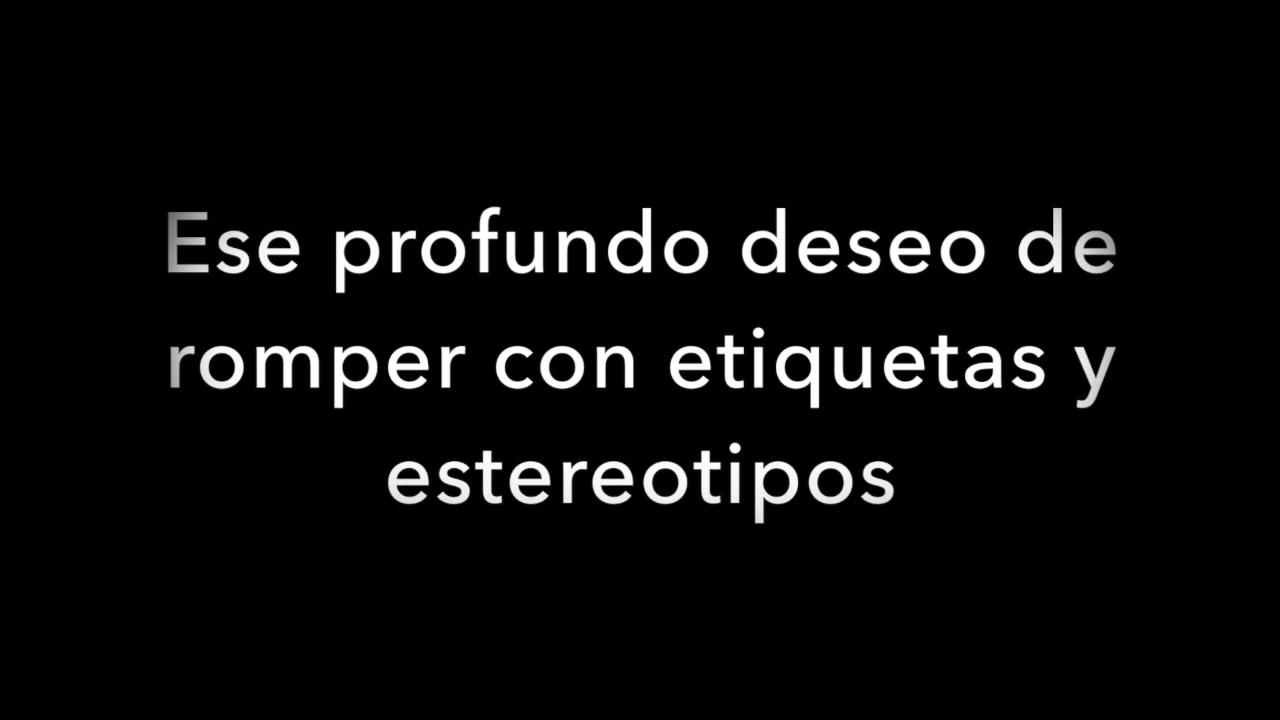 Ese profundo deseo de
romper con etiquetas y
estereotipos